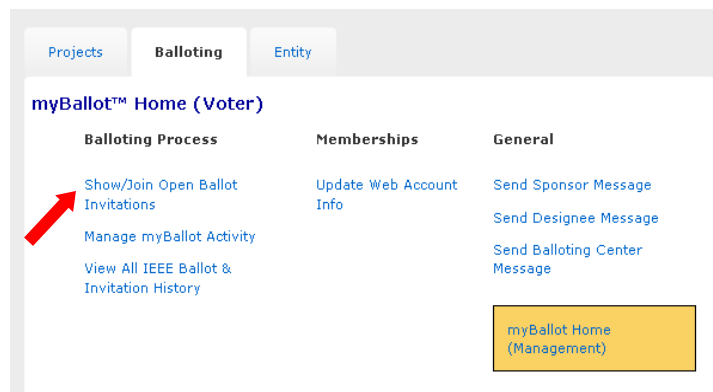 Projects
Balloting
Entity
myBallot™ Home (Voter)
Balloting Process
Show/Join Open Ballot
Invitations
Manage myBallot Activity
View All IEEE Ballot &
Invitation History
Memberships
Update Web Account
Info
General
Send Sponsor Message
Send Designee Message
Send Balloting Center
Message
myBallot Home
(Management)